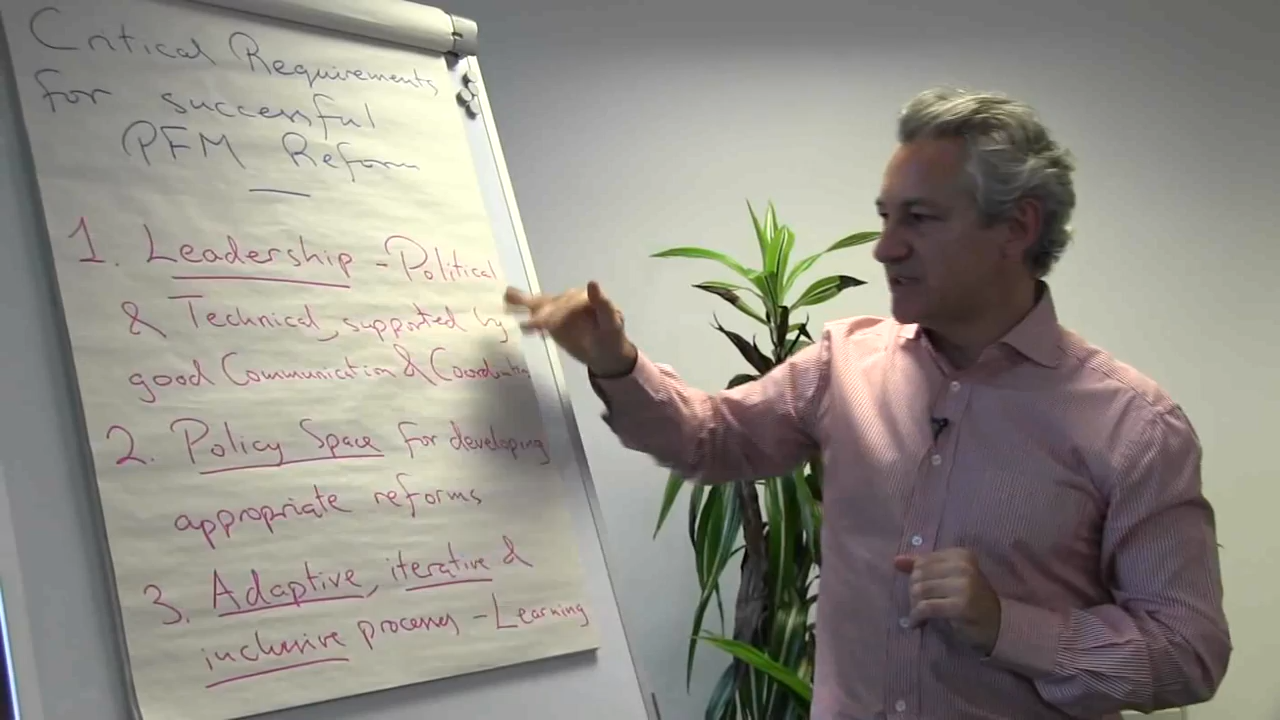 Critical Requirements
for successful
PFM Reform
1. Leadership - Political
& Technical, supported by
good Communication & Coordination
2. Policy Space for developing
appropriate reforms
3. Adaptive, iterative &
inclusive processes - Learning